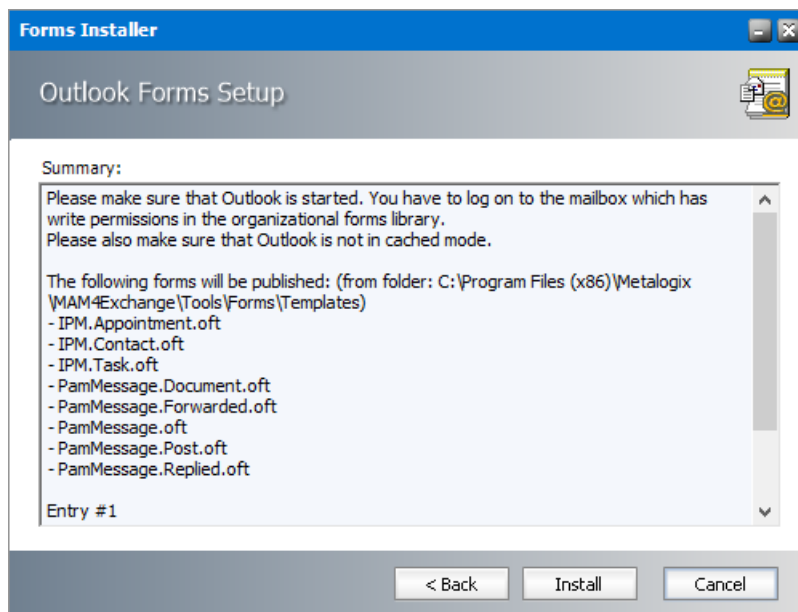 Forms Installer
Outlook Forms Setup
Summary:
Please make sure that Outlook is started. You have to log on to the mailbox which has
write permissions in the organizational forms library.
Please also make sure that Outlook is not in cached mode.
The following forms will be published: (from folder: C:\Program Files (x86)\Metalogix
\MAM4Exchange\Tools\Forms\Templates)
- IPM.Appointment.oft
- IPM.Contact.oft
- IPM.Task.oft
- PamMessage.Document.oft
- PamMessage.Forwarded.oft
- PamMessage.oft
- PamMessage.Post.oft
- PamMessage.Replied.oft
Entry #1
< Back
Install
Cancel